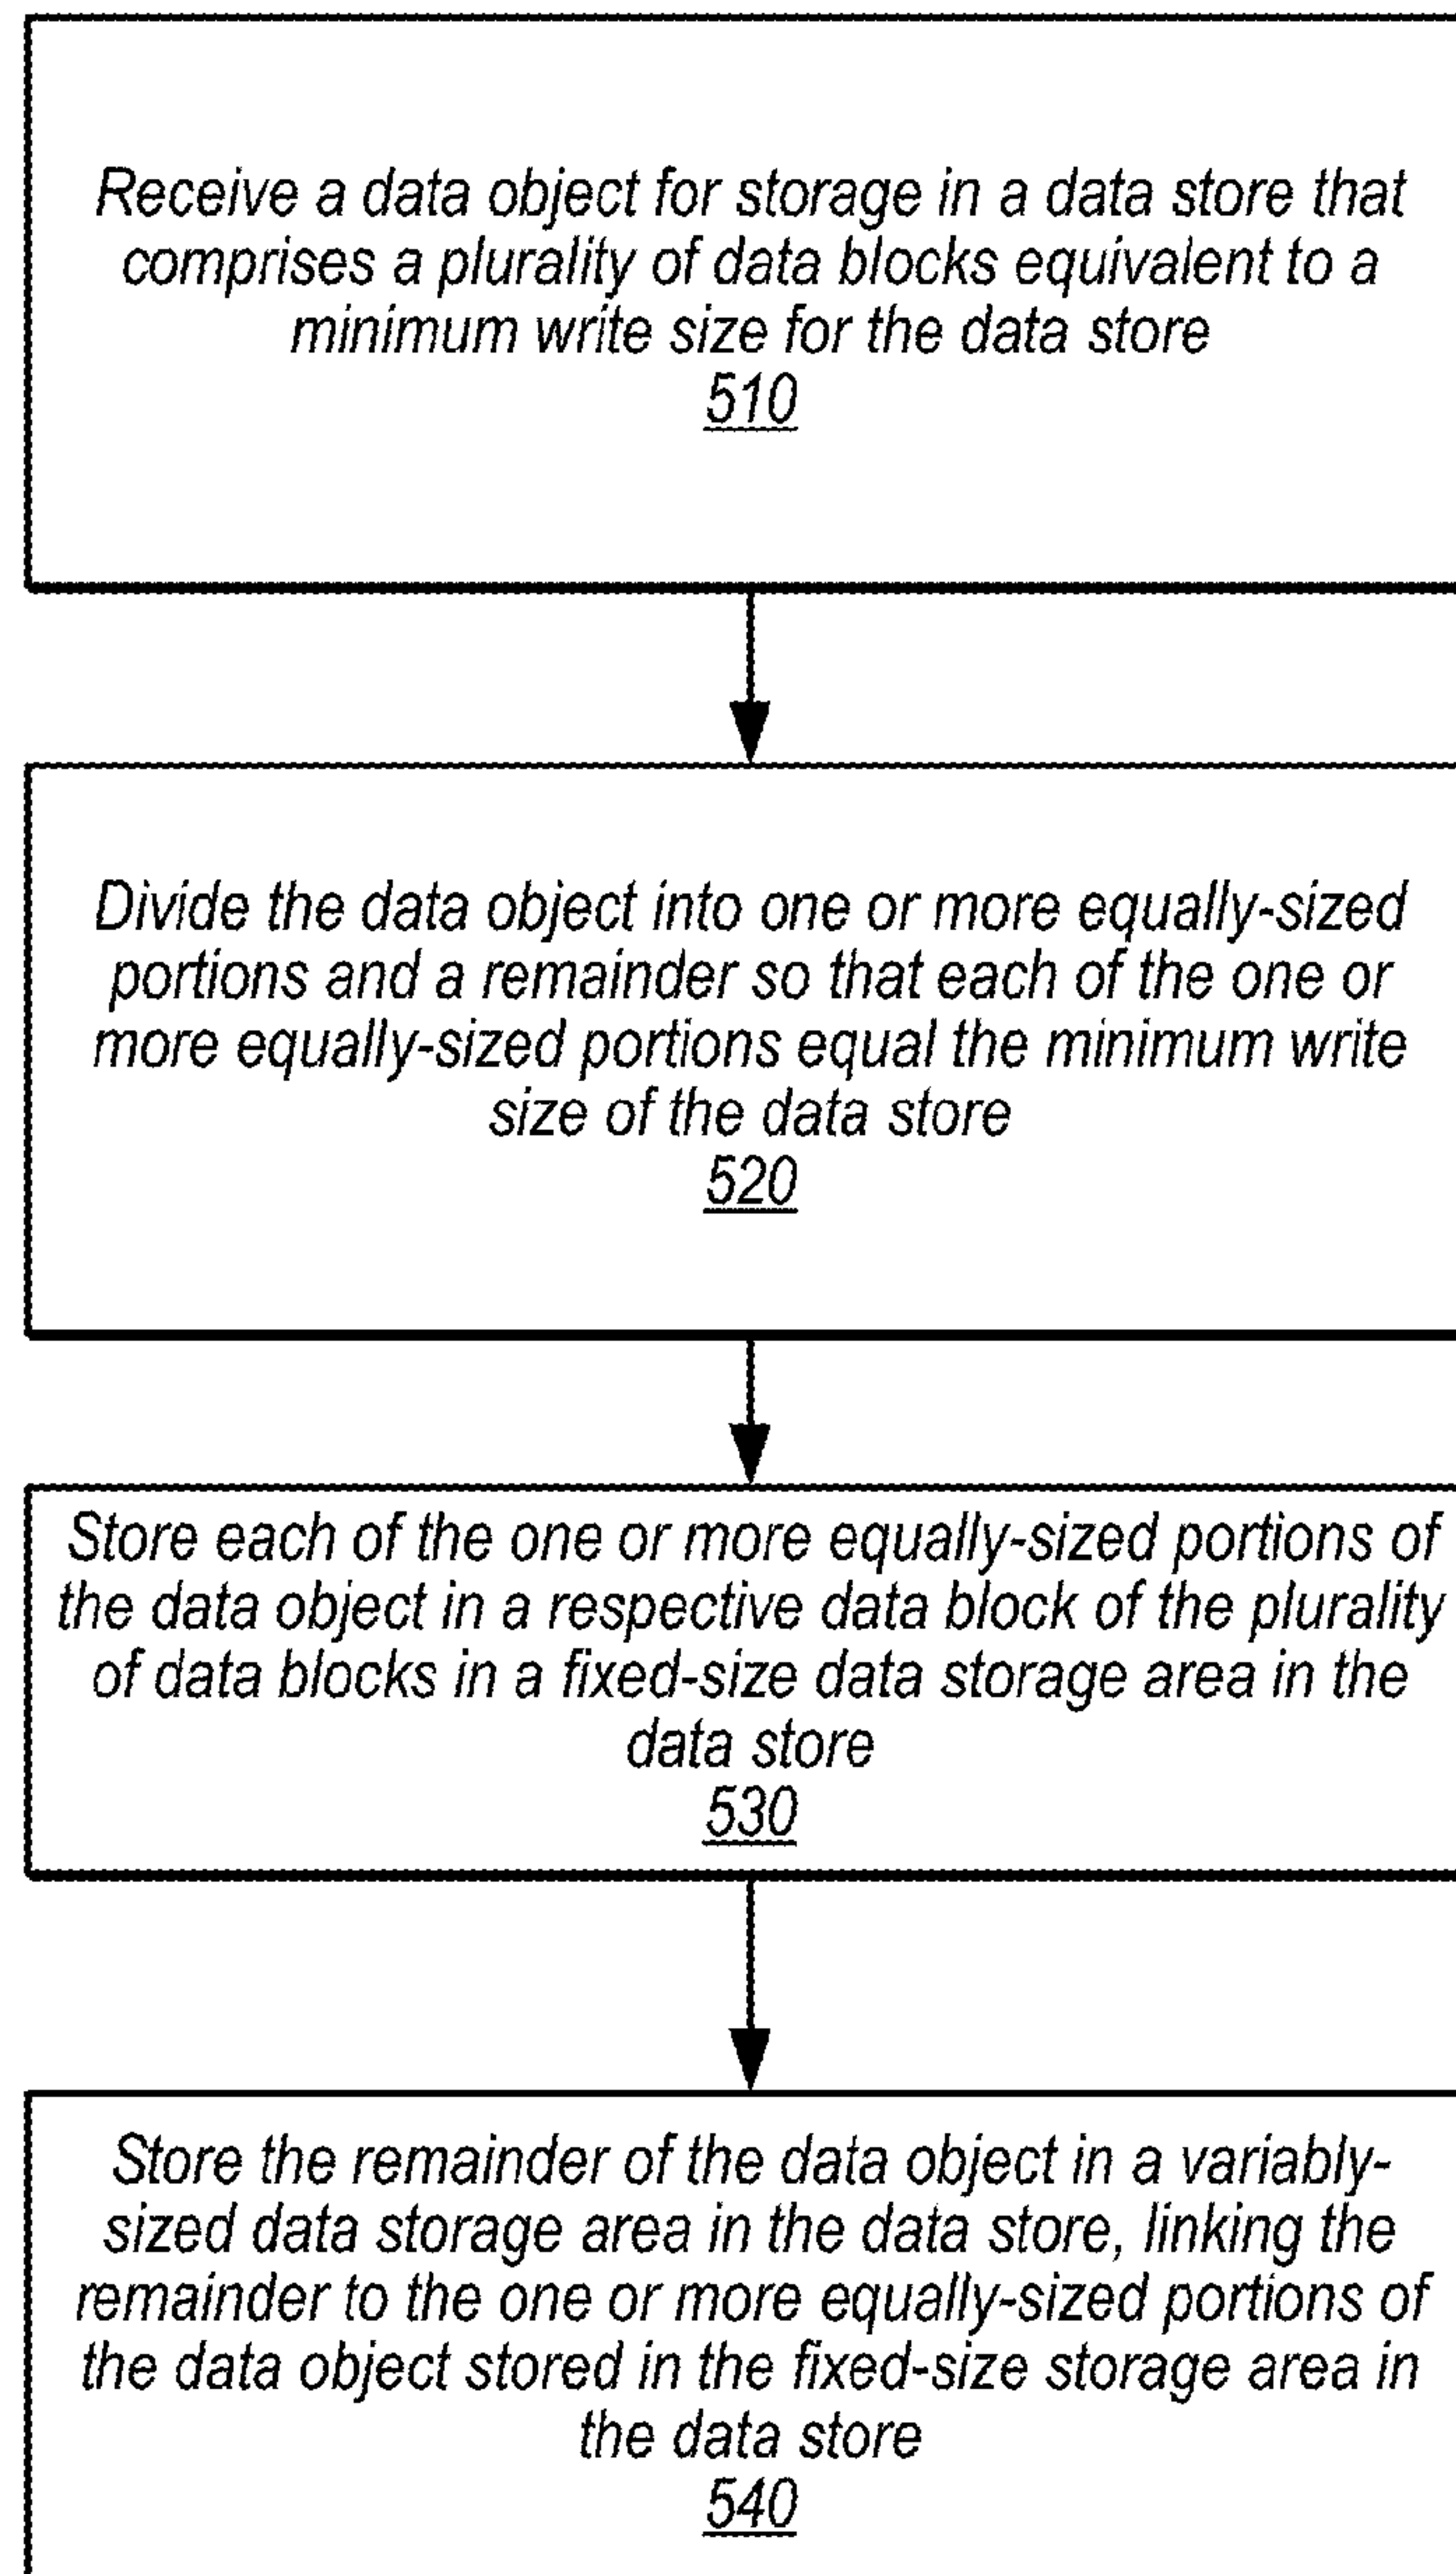 Receive a data object for storage in a data store that
comprises a plurality of data blocks equivalent to a
minimum write size for the data store
510
Divide the data object into one or more equally-sized
portions and a remainder so that each of the one or
more equally-sized portions equal the minimum write
size of the data store
520
Store each of the one or more equally-sized portions of
the data object in a respective data block of the plurality
of data blocks in a fixed-size data storage area in the
data store
530
Store the remainder of the data object in a variably-
sized data storage area in the data store, linking the
remainder to the one or more equally-sized portions of
the data object stored in the fixed-size storage area in
the data store
540